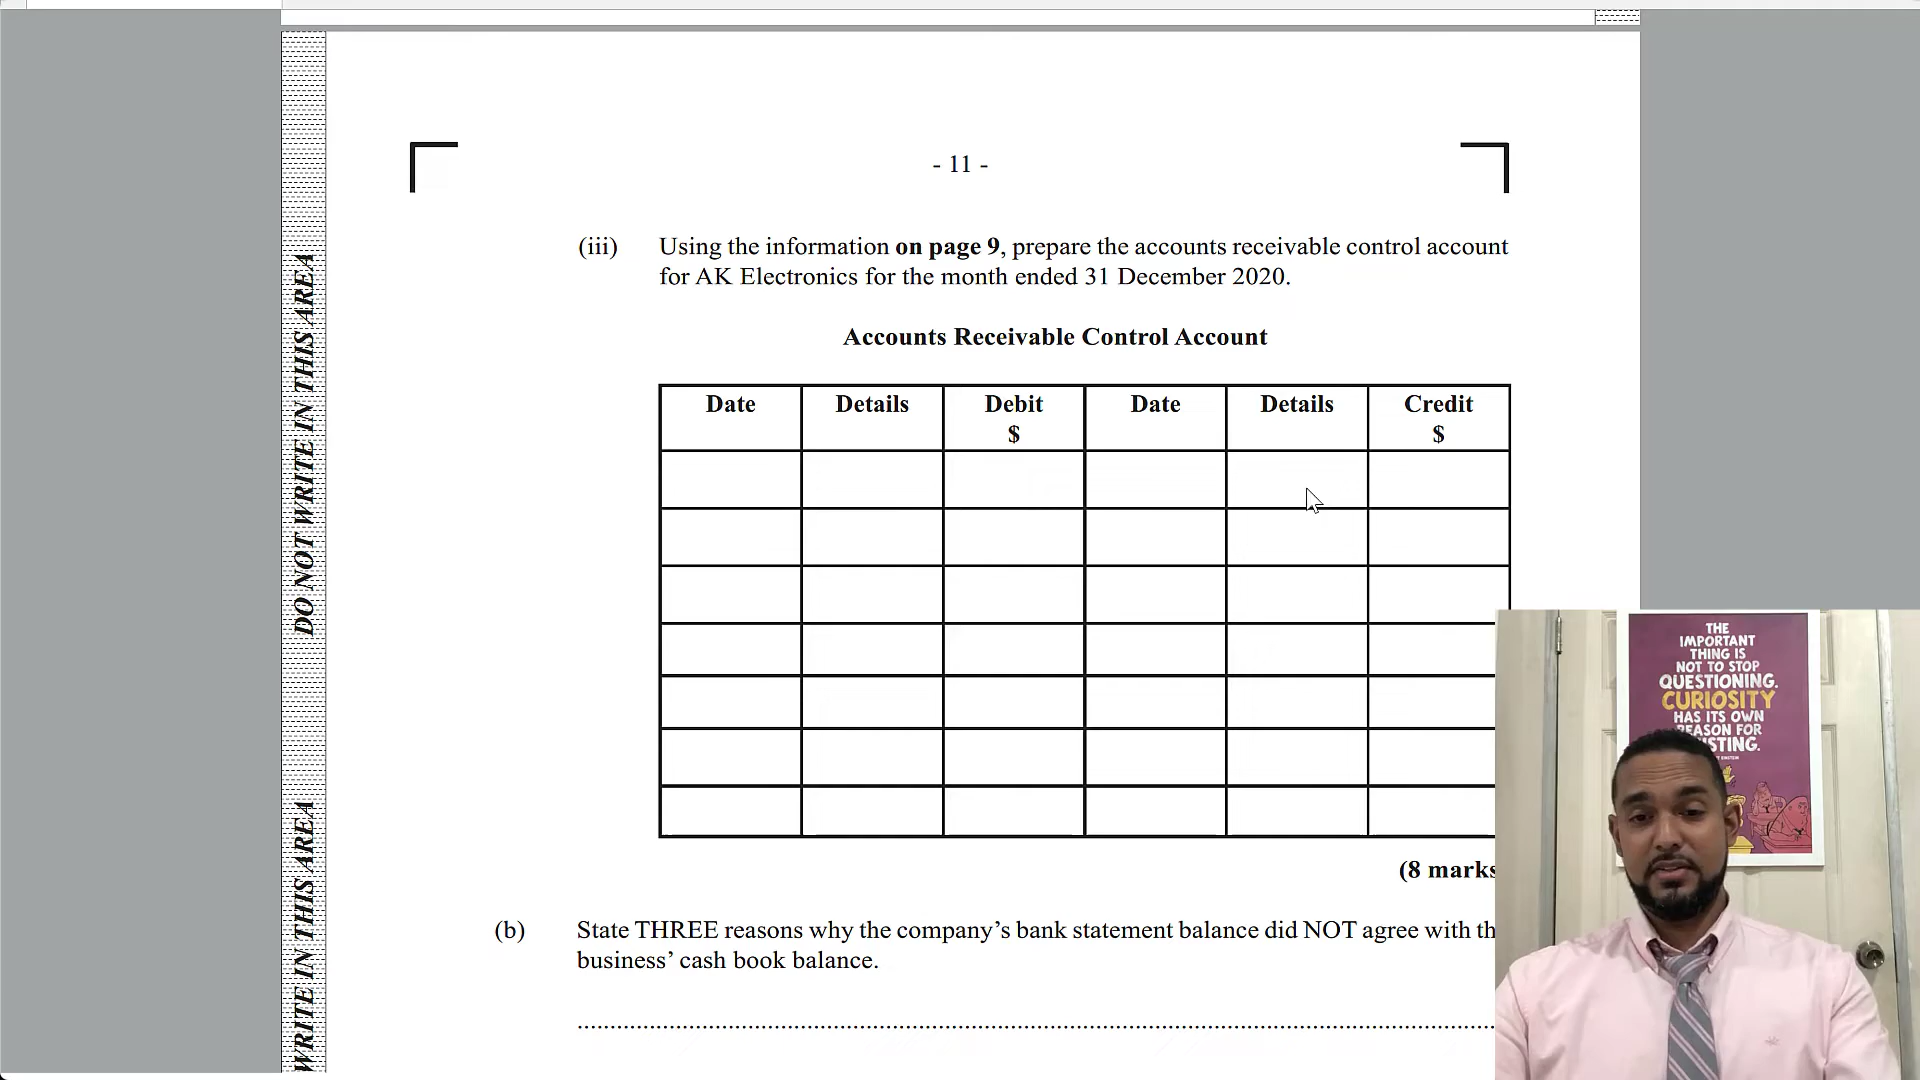 - 11 -
(iii) Using the information on page 9, prepare the accounts receivable control account
for AK Electronics for the month ended 31 December 2020.
Accounts Receivable Control Account
Date Details Debit Date Details Credit
$ $
(8 marks
(b) State THREE reasons why the company's bank statement balance did NOT agree with th
business' cash book balance.
DO NOT WRITE IN THIS AREA
WRITE IN THIS AREA
THE
IMPORTANT
THING IS
NOT TO STOP
QUESTIONING.
CURIOSITY
HAS ITS OWN
REASON FOR
STING.
EINSTEIN